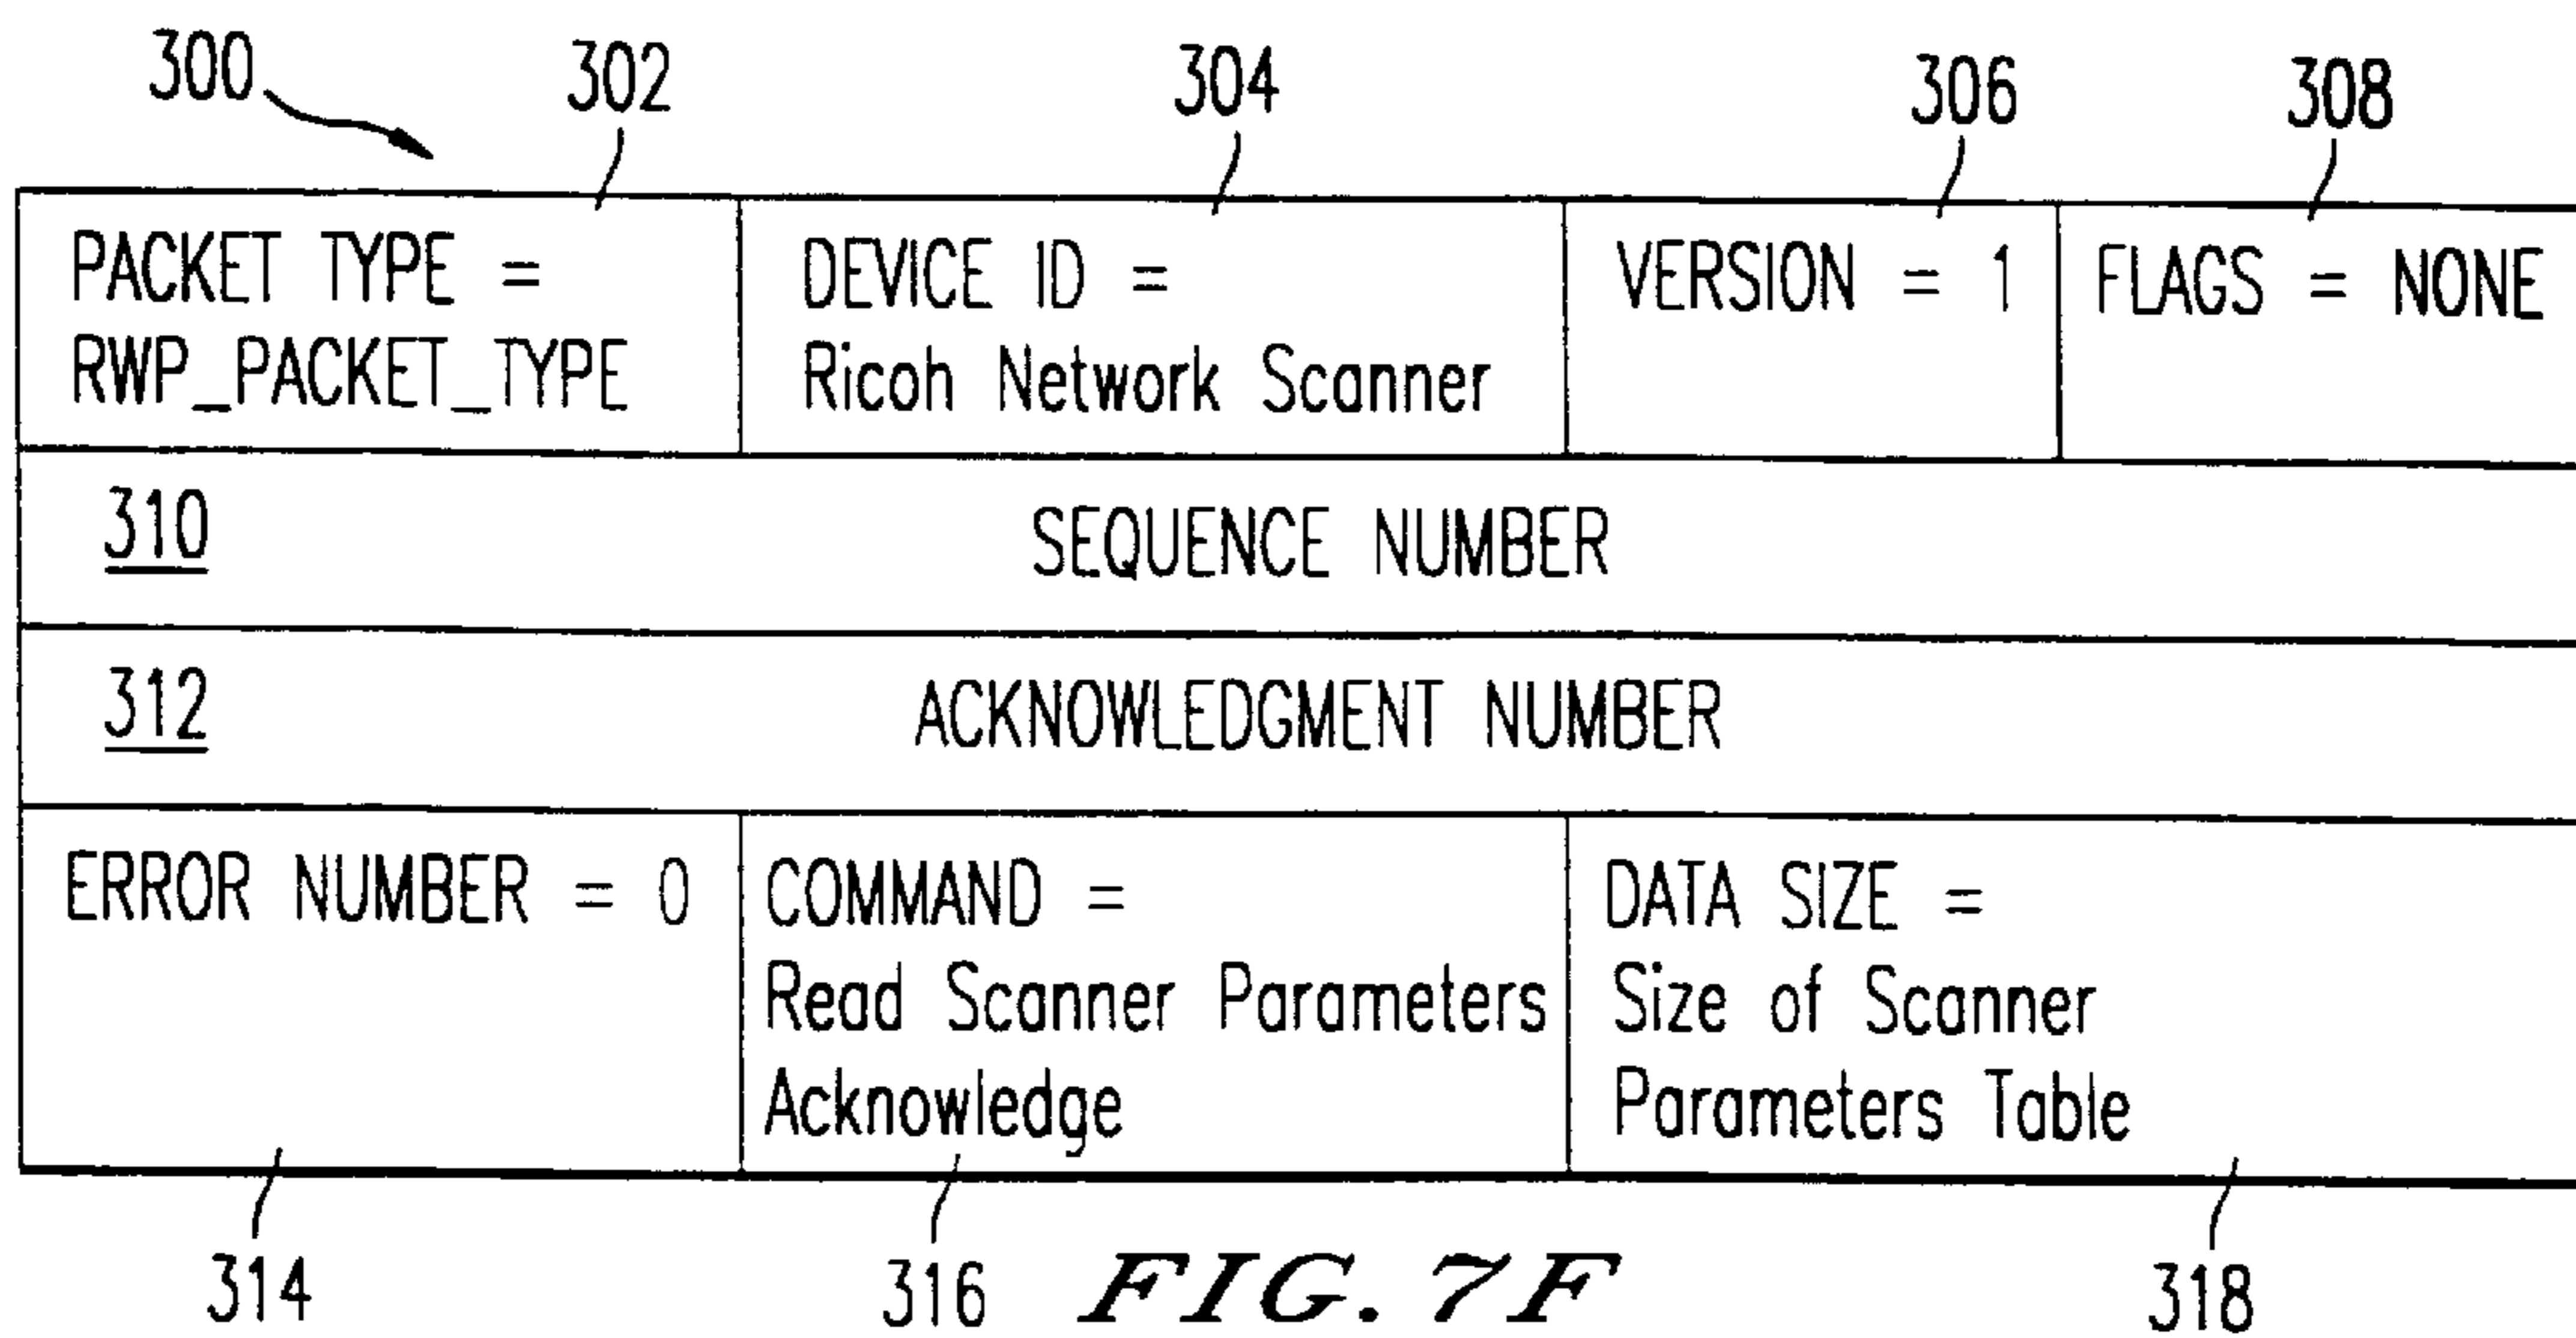 300
302
304
306
308
PACKET TYPE =
RWP_PACKET_TYPE
DEVICE ID =
Ricoh Network Scanner
VERSION = 1
FLAGS = NONE
310
SEQUENCE NUMBER
312
ACKNOWLEDGMENT NUMBER
ERROR NUMBER = 0
COMMAND =
Read Scanner Parameters
Acknowledge
DATA SIZE =
Size of Scanner
Parameters Table
314
316
318
FIG. 7F